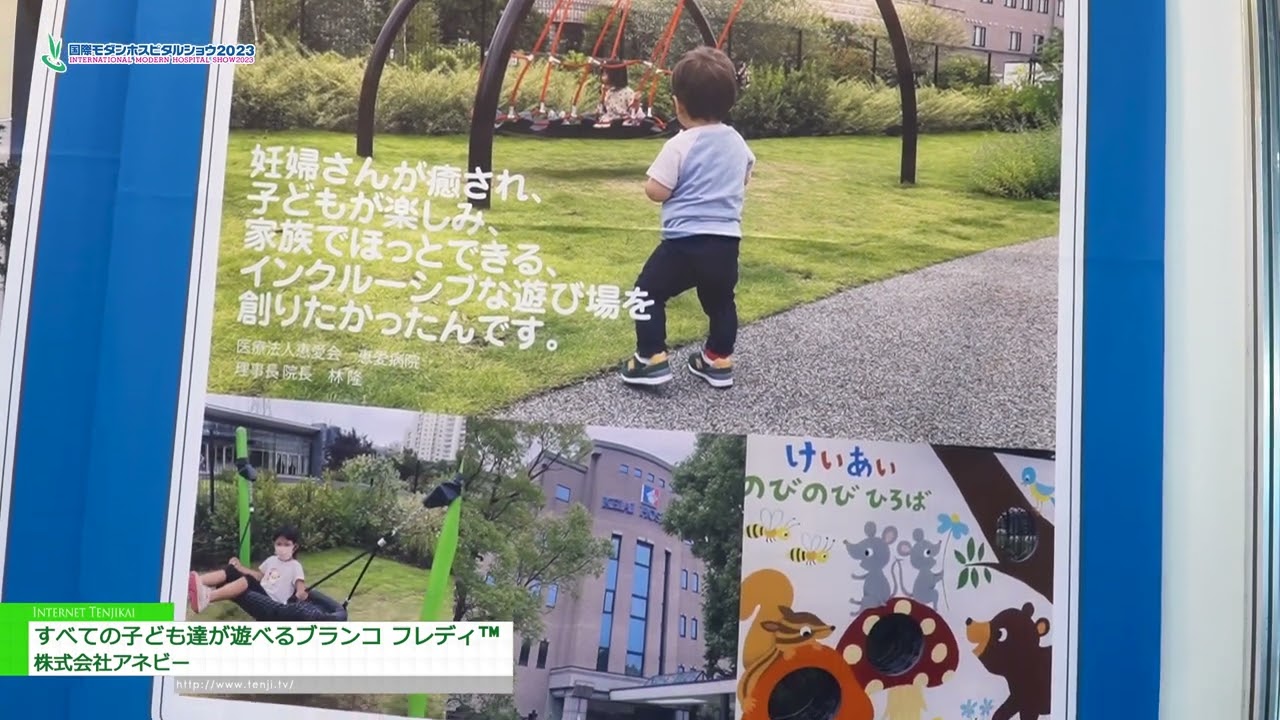 国際モダンホスピタルショウ2023
INTERNATIONAL MODERN HOSPITAL SHOW2023
妊婦さんが癒され、
子どもが楽しみ、
家族でほっとできる、
インクルーシブな遊び場を
創りたかったんです。
医療法人恵愛会 恵愛病院
理事長 院長 林 隆
KEIAI HOS
けいあい
のびのび ひろば
INTERNET TENJIKAI
すべての子ども達が遊べるブランコ フレディ™
株式会社アネビー
http://www.tenji.tv/
tenji.tv